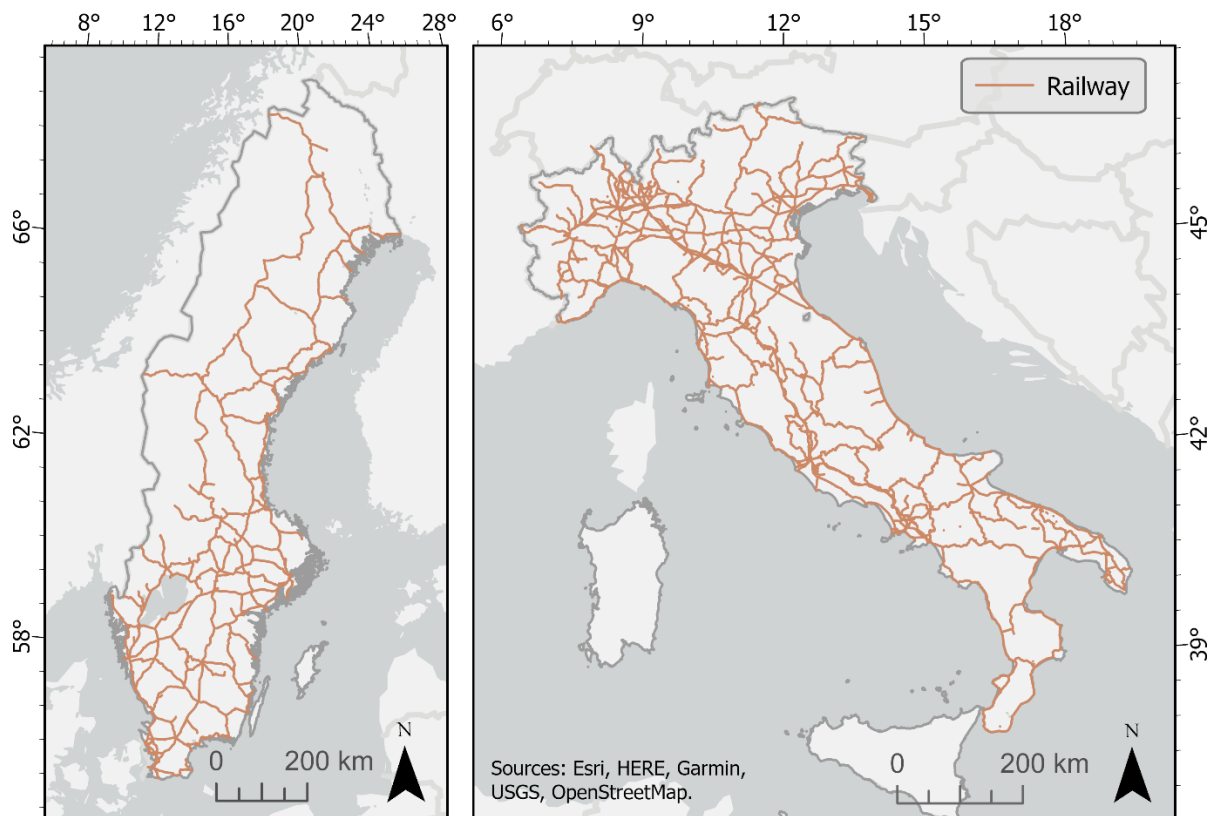 8° 12° 16° 20° 24° 28°
6° 9° 12° 15° 18°
Railway
66°
62°
58°
45°
42°
39°
N
0 200 km
Sources: Esri, HERE, Garmin,
USGS, OpenStreetMap.
N
0 200 km